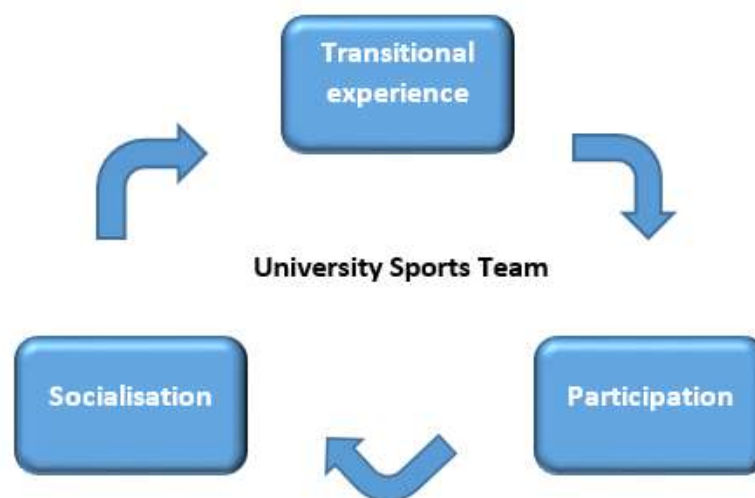 Transitional
experience
University Sports Team
Socialisation
Participation